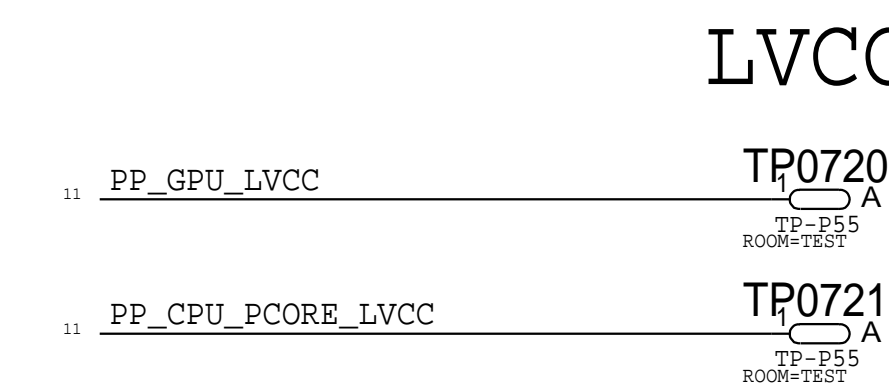 LVCC
TP0720
PP_GPU_LVCC
1
11
A
TP-P55
ROOM=TEST
TP0721
PP_CPU_PCORE_LVCC
1
11
A
TP-P55
ROOM=TEST